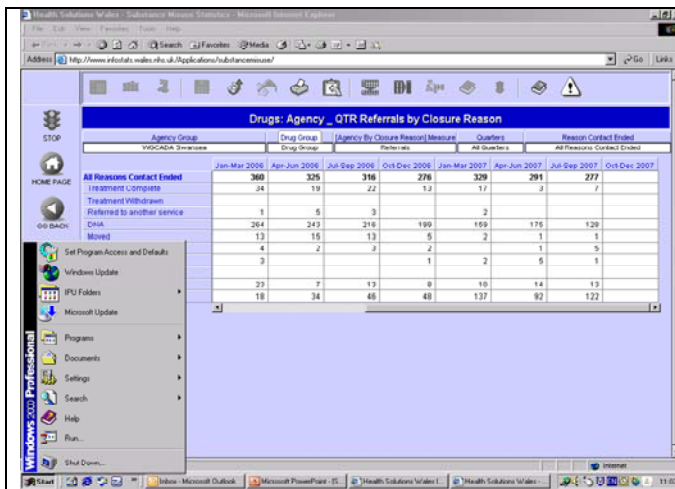 Health Solutions Wales - Substance Misuse Statistics - Microsoft Internet Explorer
File Edit View Favorites Tools Help
Search Favorites Media
Address http://www.infostats.wales.nhs.uk/Applications/substancemisuse/ Go Links
Drugs: Agency _ QTR Referrals by Closure Reason
STOP
Agency Group Drug Group [Agency By Closure Reason] Measure Quarters Reason Contact Ended
WGCADA Swansea Drug Group Referrals All Quarters All Reasons Contact Ended
Jan-Mar 2006 Apr-Jun 2006 Jul-Sep 2006 Oct-Dec 2006 Jan-Mar 2007 Apr-Jun 2007 Jul-Sep 2007 Oct-Dec 2007
HOME PAGE
All Reasons Contact Ended 360 325 316 276 329 291 277
Treatment Complete 34 19 22 13 17 3 7
Treatment Withdrawn
Referred to another service 1 5 3 2
GO BACK
DNA 264 243 216 199 159 175 128
Moved 13 15 13 5 2 1 1
4 2 3 2 1 5
3 1 2 5 1
23 7 13 8 10 14 13
18 34 46 48 137 92 122
Set Program Access and Defaults
Windows Update
IPU Folders
Microsoft Update
Programs
Documents
Settings
Search
Help
Run...
Shut Down...
Windows 2000 Professional
Internet
Start Inbox - Microsoft Outlook Microsoft PowerPoint - Health Solutions Wales Health Solutions Wales -